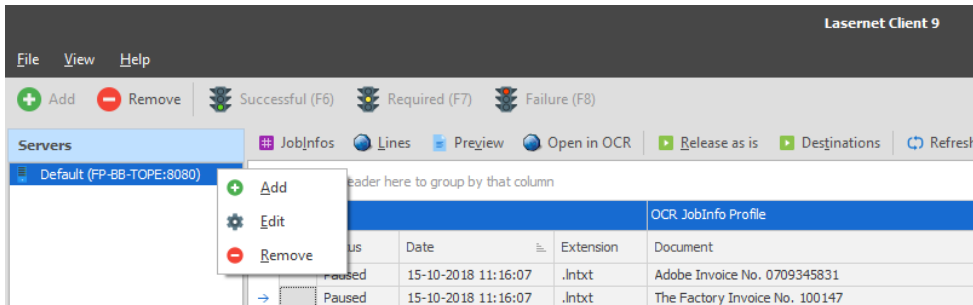 Lasernet Client 9
File View Help
Add Remove Successful (F6) Required (F7) Failure (F8)
Servers JobInfos Lines Preview Open in OCR Release as is Destinations Refresh
Default (FP-BB-TOPE:8080)
Add
eader here to group by that column
Edit
OCR JobInfo Profile
Remove
us Date Extension Document
Paused 15-10-2018 11:16:07 .lntxt Adobe Invoice No. 0709345831
Paused 15-10-2018 11:16:07 .lntxt The Factory Invoice No. 100147